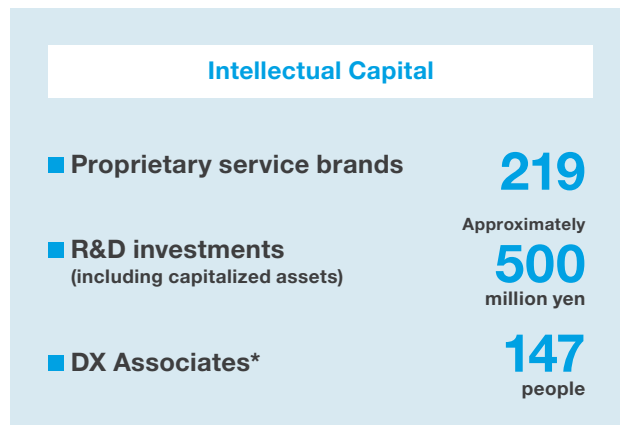 Intellectual Capital
Proprietary service brands
219
Approximately
R&D investments
(including capitalized assets)
500
million yen
DX Associates*
147
people